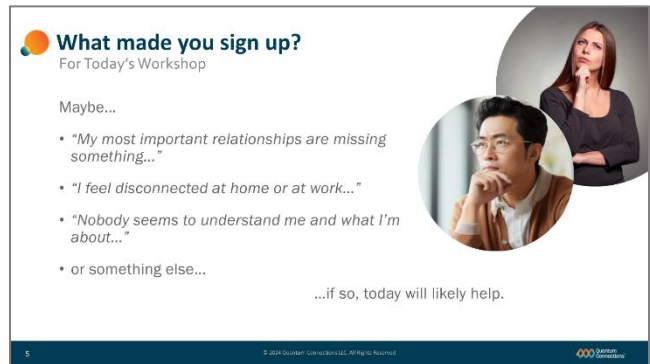 What made you sign up?
For Today's Workshop
Maybe...
• "My most important relationships are missing
something..."
• "I feel disconnected at home or at work..."
• "Nobody seems to understand me and what I'm
about..."
• or something else...
...if so, today will likely help.
5
© 2024 Quantum Connections LLC. All Rights Reserved.
Quantum
Connections